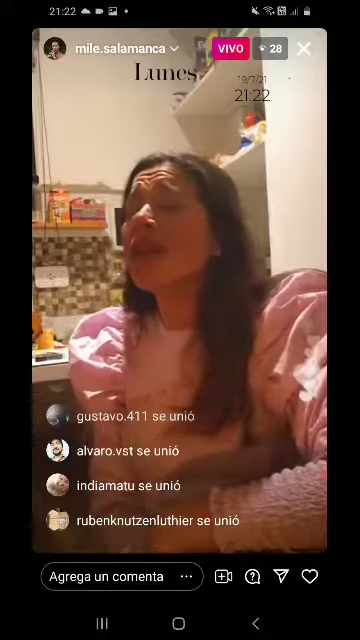 21:22
mile.salamanca
VIVO
28
Lunes
19/7/21
21:22
gustavo.411 se unió
alvaro.vst se unió
indiamatu se unió
rubenknutzenluthier se unió
Agrega un comenta